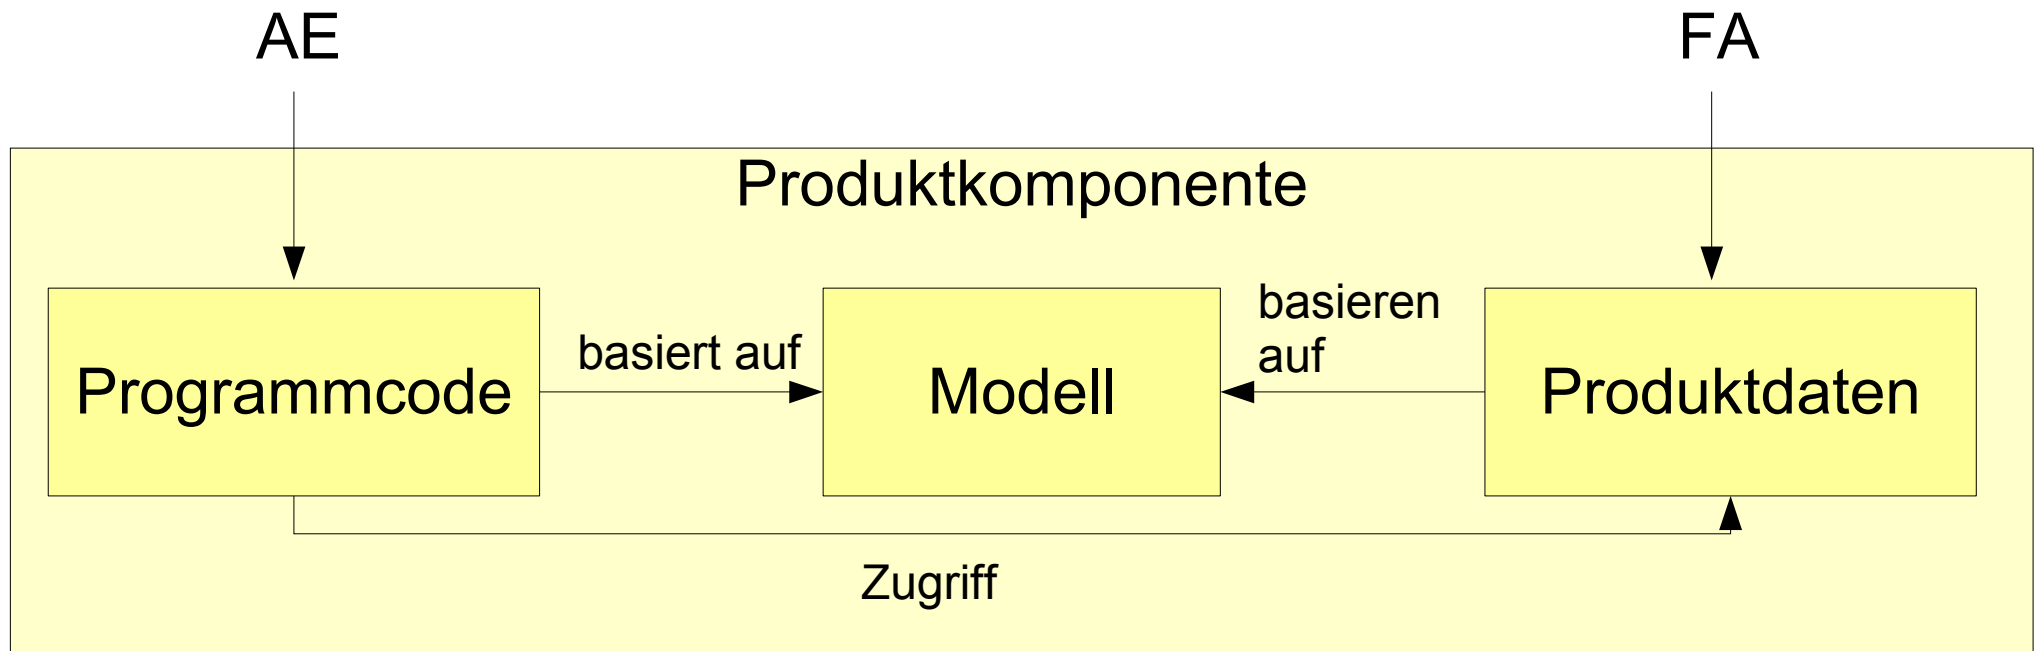 AE
FA
Produktkomponente
Programmcode
basiert auf
Modell
basieren
auf
Produktdaten
Zugriff